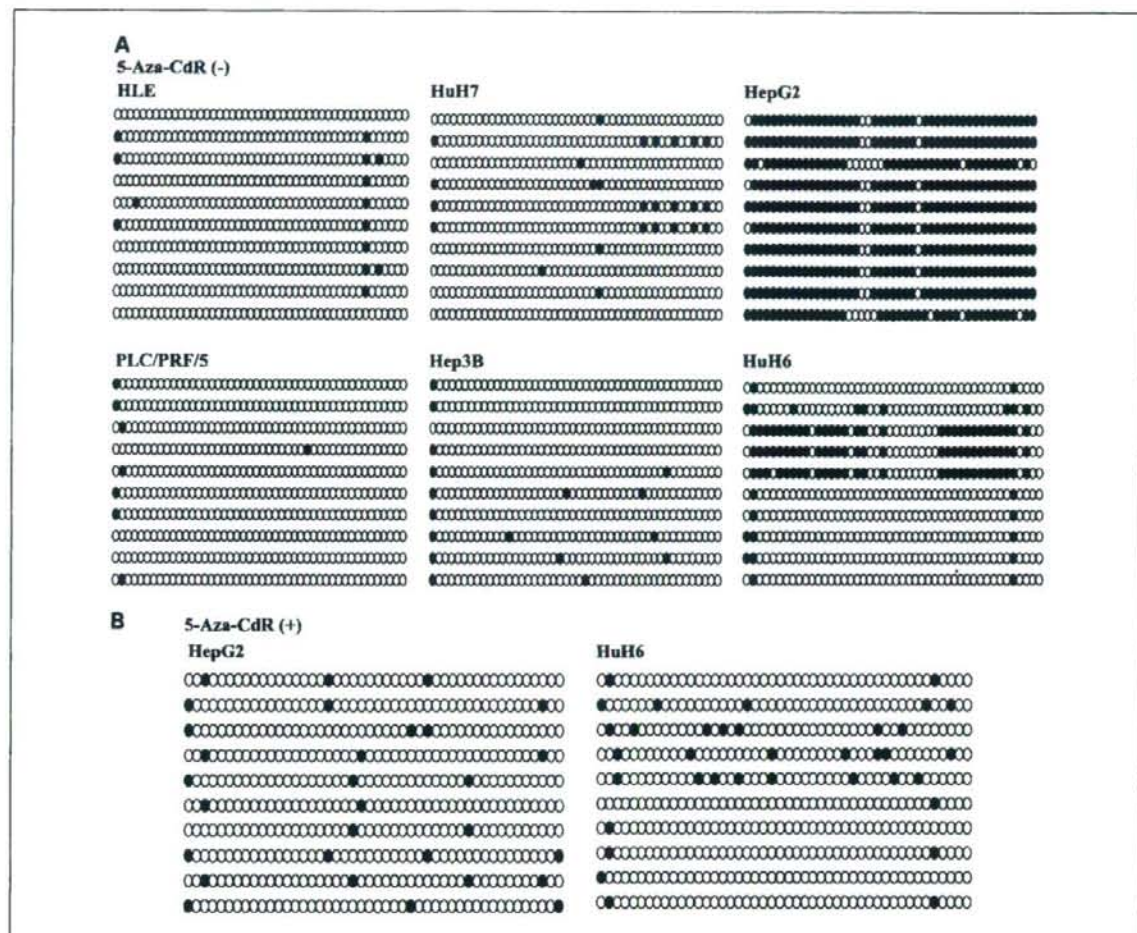 A
5-Aza-CdR (-)
HLE
HuH7
HepG2
PLC/PRF/5
Hep3B
HuH6
B
5-Aza-CdR (+)
HepG2
HuH6